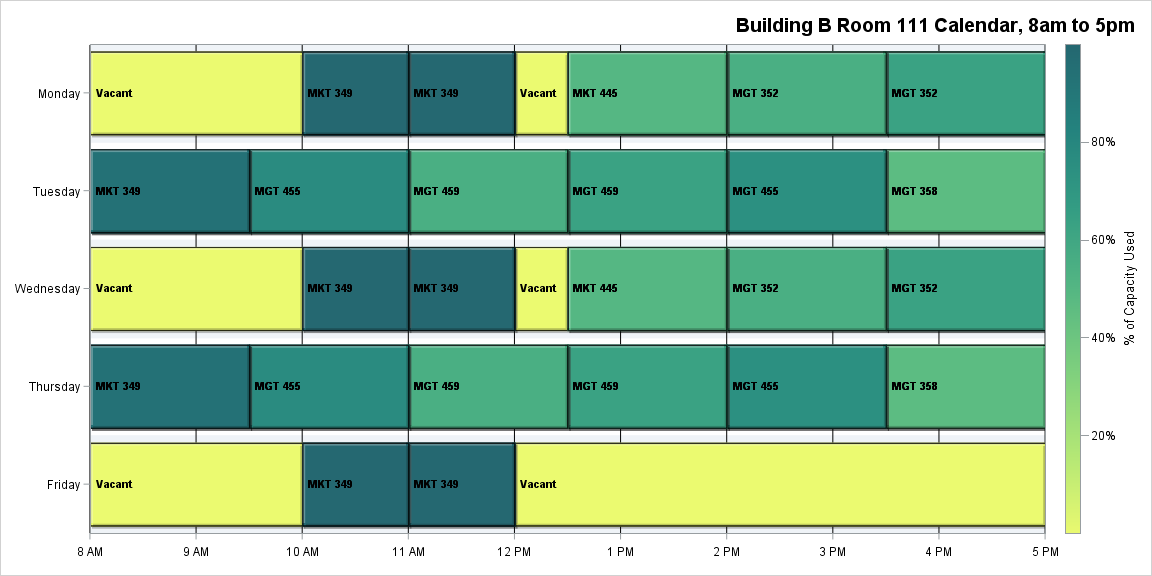 Building B Room 111 Calendar, 8am to 5pm
Monday
Vacant
MKT 349
MKT 349
Vacant
MKT 445
MGT 352
MGT 352
Tuesday
MKT 349
MGT 455
MGT 459
MGT 459
MGT 455
MGT 358
Wednesday
Vacant
MKT 349
MKT 349
Vacant
MKT 445
MGT 352
MGT 352
Thursday
MKT 349
MGT 455
MGT 459
MGT 459
MGT 455
MGT 358
Friday
Vacant
MKT 349
MKT 349
Vacant
8 AM
9 AM
10 AM
11 AM
12 PM
1 PM
2 PM
3 PM
4 PM
5 PM
80%
60%
40%
20%
% of Capacity Used